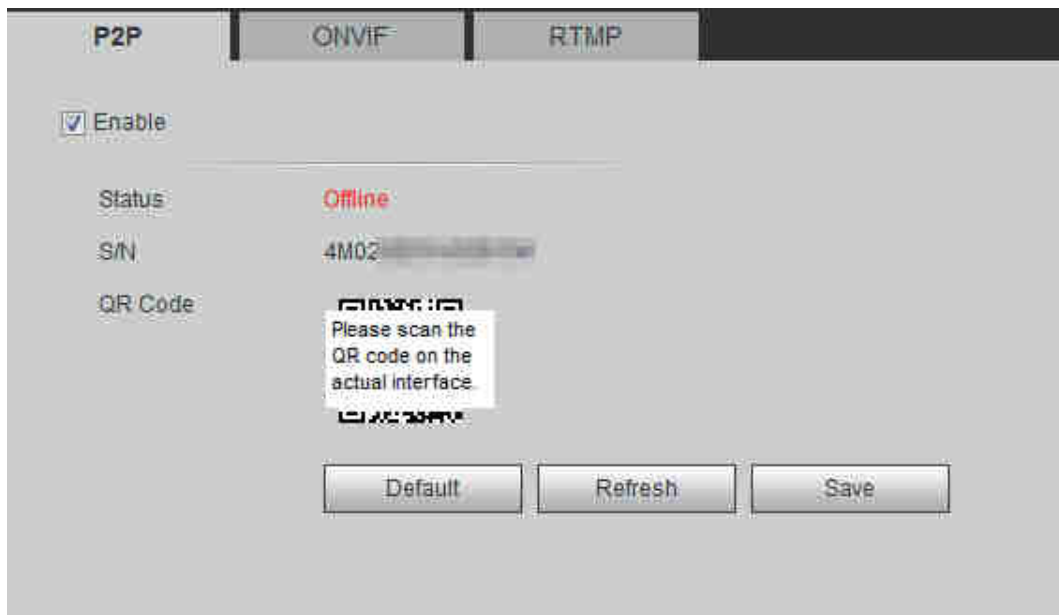 P2P ONVIF RTMP
Enable
Status Offline
S/N 4M02
QR Code
Please scan the
QR code on the
actual interface.
Default Refresh Save